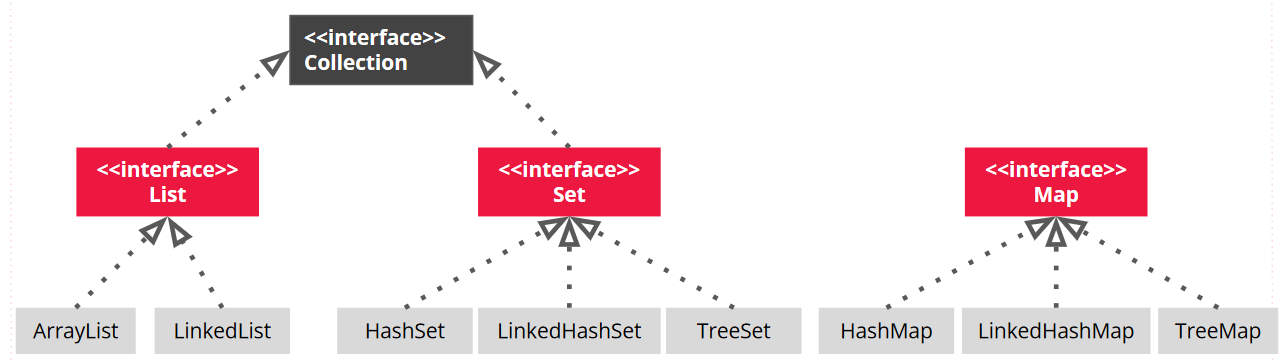 <<interface>>
Collection
<<interface>>
List
<<interface>>
Set
<<interface>>
Map
ArrayList
LinkedList
HashSet
LinkedHashSet
TreeSet
HashMap
LinkedHashMap
TreeMap